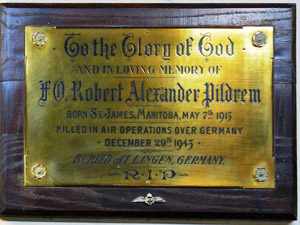 To the Glory of God
AND IN LOVING MEMORY OF
F.O. Robert Alexander Pildrem
BORN ST. JAMES, MANITOBA, MAY 7TH 1915
KILLED IN AIR OPERATIONS OVER GERMANY
- DECEMBER 29TH 1943 -
BURIED AT LINGEN, GERMANY.
R·I·P